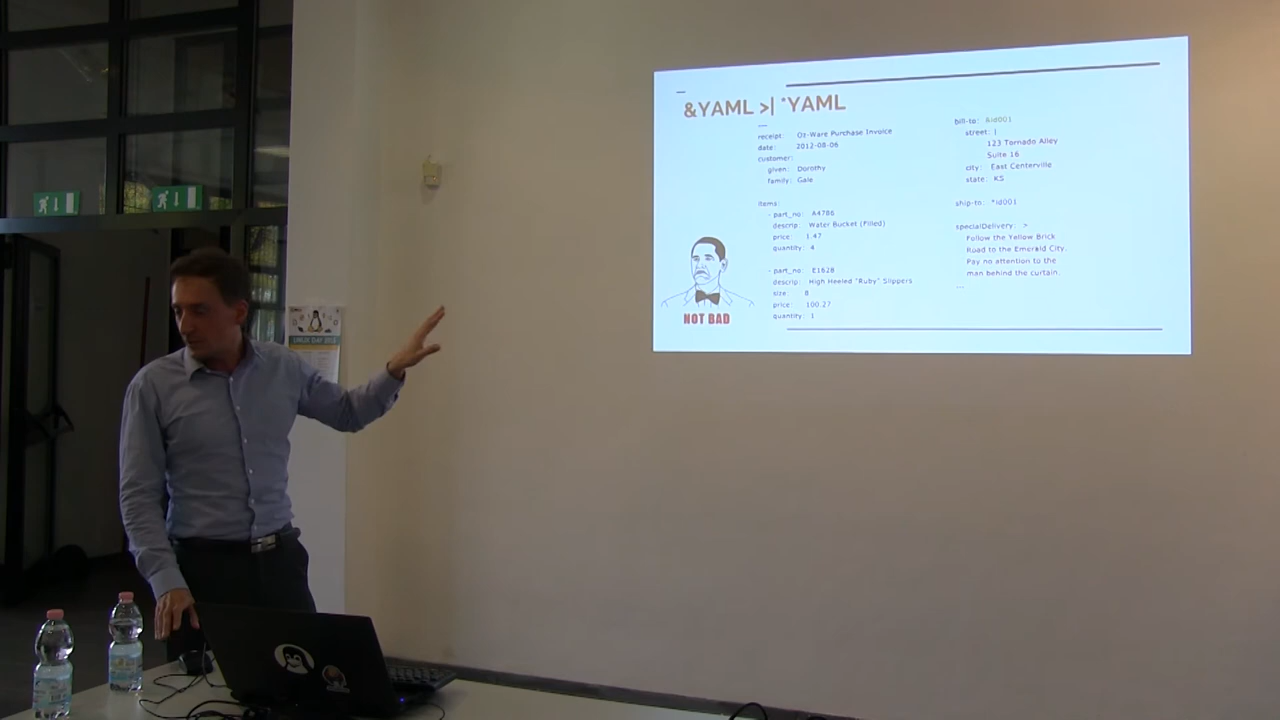 &YAML >| *YAML
---
receipt: Oz-Ware Purchase Invoice
date: 2012-08-06
customer:
given: Dorothy
family: Gale
items:
- part_no: A4786
descrip: Water Bucket (Filled)
price: 1.47
quantity: 4
- part_no: E1628
descrip: High Heeled "Ruby" Slippers
size: 8
price: 100.27
quantity: 1
bill-to: &id001
street: |
123 Tornado Alley
Suite 16
city: East Centerville
state: KS
ship-to: *id001
specialDelivery: >
Follow the Yellow Brick
Road to the Emerald City.
Pay no attention to the
man behind the curtain.
...
NOT BAD
LINUX DAY